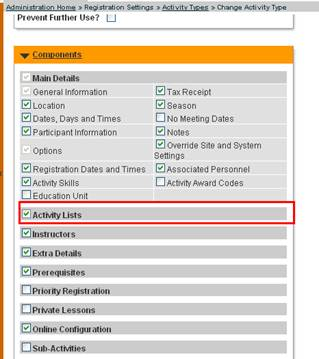 Administration Home » Registration Settings » Activity Types » Change Activity Type
Prevent Further Use?
Components
Main Details
General Information
Tax Receipt
Location
Season
Dates, Days and Times
No Meeting Dates
Participant Information
Notes
Options
Override Site and System Settings
Registration Dates and Times
Associated Personnel
Activity Skills
Activity Award Codes
Education Unit
Activity Lists
Instructors
Extra Details
Prerequisites
Priority Registration
Private Lessons
Online Configuration
Sub-Activities